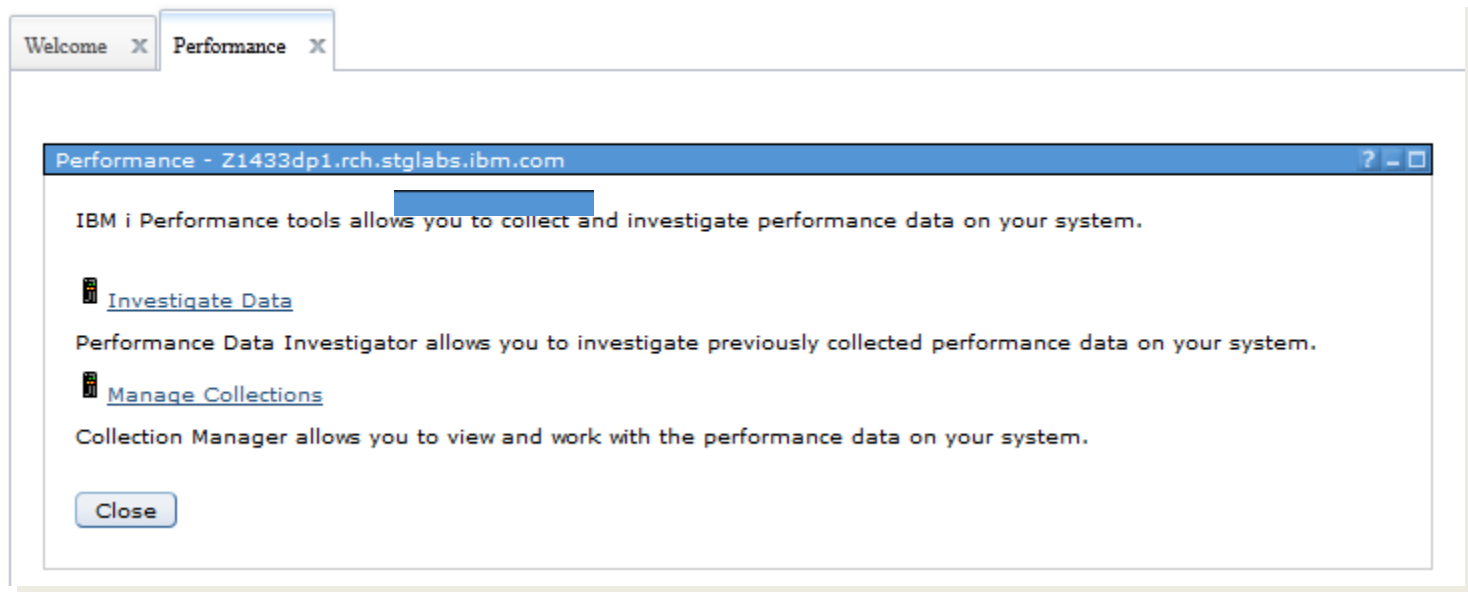 Welcome X Performance X
Performance - Z1433dp1.rch.stglabs.ibm.com ?
IBM i Performance tools allows you to collect and investigate performance data on your system.
Investigate Data
Performance Data Investigator allows you to investigate previously collected performance data on your system.
Manage Collections
Collection Manager allows you to view and work with the performance data on your system.
Close